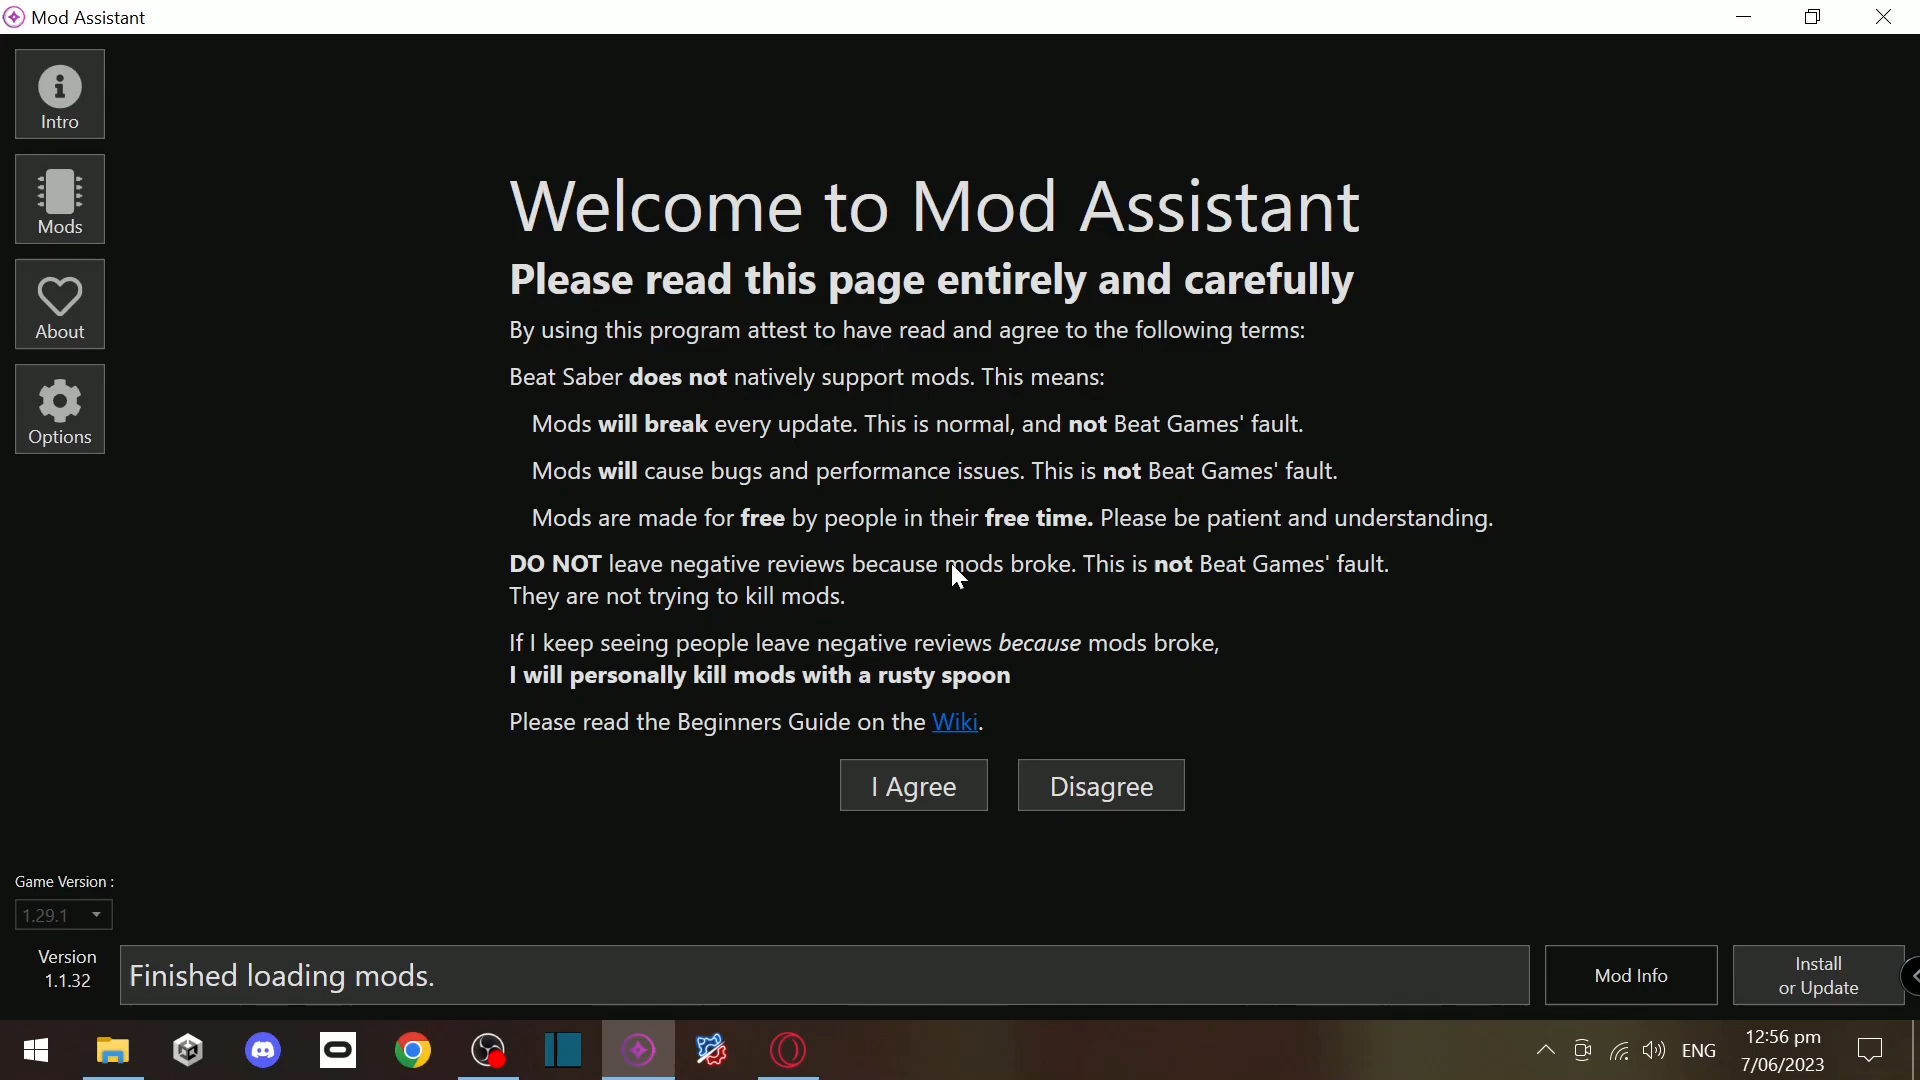 Mod Assistant
Intro
Mods
About
Options
Welcome to Mod Assistant
Please read this page entirely and carefully
By using this program attest to have read and agree to the following terms:
Beat Saber does not natively support mods. This means:
Mods will break every update. This is normal, and not Beat Games' fault.
Mods will cause bugs and performance issues. This is not Beat Games' fault.
Mods are made for free by people in their free time. Please be patient and understanding.
DO NOT leave negative reviews because mods broke. This is not Beat Games' fault.
They are not trying to kill mods.
If I keep seeing people leave negative reviews because mods broke,
I will personally kill mods with a rusty spoon
Please read the Beginners Guide on the Wiki.
I Agree
Disagree
Game Version :
1.29.1
Version
1.1.32
Finished loading mods.
Mod Info
Install
or Update
ENG
12:56 pm
7/06/2023